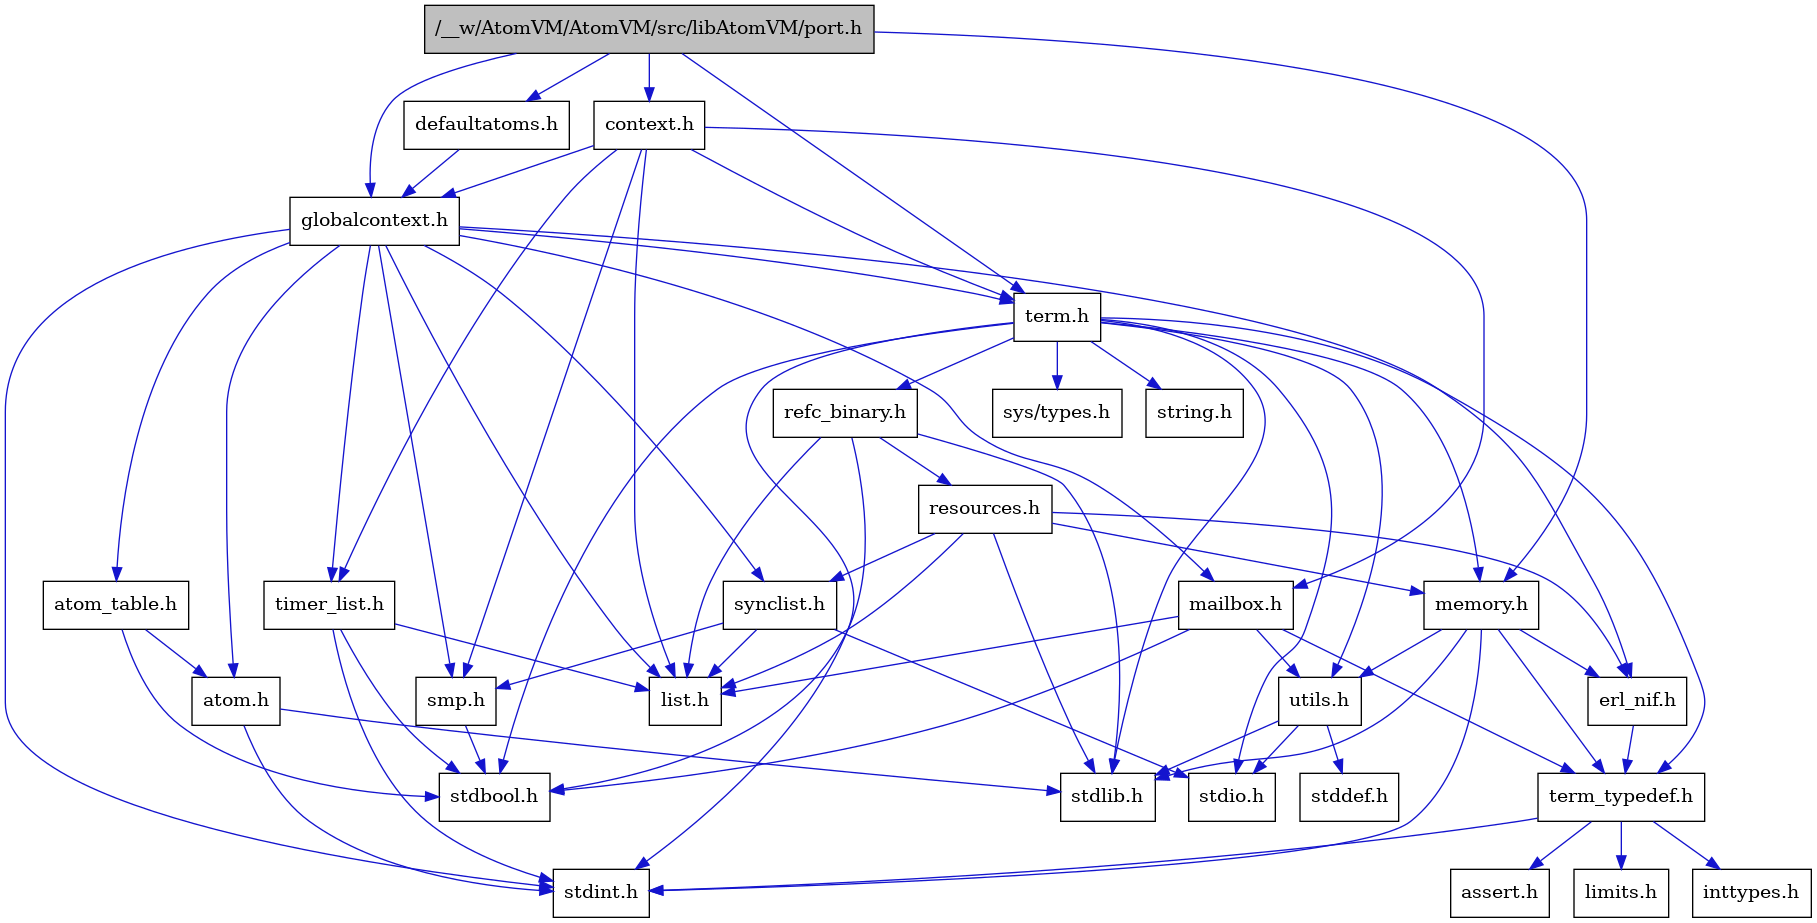 /__w/AtomVM/AtomVM/src/libAtomVM/port.h
defaultatoms.h
context.h
globalcontext.h
term.h
refc_binary.h
sys/types.h
string.h
resources.h
atom_table.h
timer_list.h
synclist.h
mailbox.h
memory.h
atom.h
smp.h
list.h
utils.h
erl_nif.h
stdbool.h
stdlib.h
stdio.h
stddef.h
term_typedef.h
stdint.h
assert.h
limits.h
inttypes.h